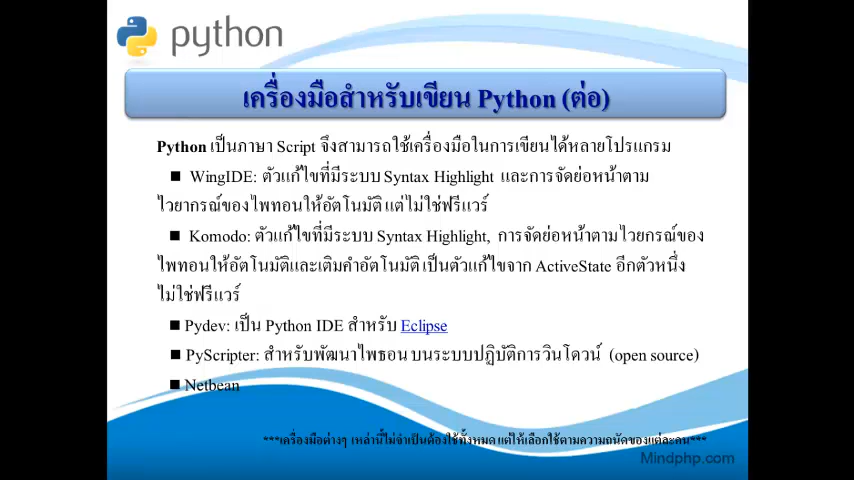 python
เครื่องมือสำหรับเขียน Python (ต่อ)
Python เป็นภาษา Script จึงสามารถใช้เครื่องมือในการเขียนได้หลายโปรแกรม
■ WingIDE: ตัวแก้ไขที่มีระบบ Syntax Highlight และการจัดย่อหน้าตาม
ไวยากรณ์ของไพทอนให้อัตโนมัติ แต่ไม่ใช่ฟรีแวร์
■ Komodo: ตัวแก้ไขที่มีระบบ Syntax Highlight, การจัดย่อหน้าตามไวยกรณ์ของ
ไพทอนให้อัตโนมัติและเติมคำอัตโนมัติ เป็นตัวแก้ไขจาก ActiveState อีกตัวหนึ่ง
ไม่ใช่ฟรีแวร์
■ Pydev: เป็น Python IDE สำหรับ Eclipse
■ PyScripter: สำหรับพัฒนาไพธอน บนระบบปฏิบัติการวินโดวน์ (open source)
■ Netbean
***เครื่องมือต่างๆ เหล่านี้ไม่จำเป็นต้องใช้ทั้งหมด แต่ให้เลือกใช้ตามความถนัดของแต่ละคน***
Mindphp.com